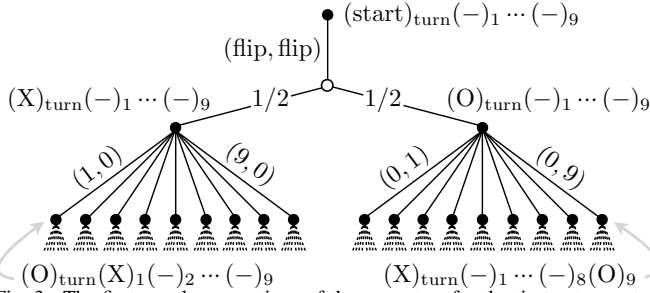 (start)turn(−)1 ⋯ (−)9
(flip, flip)
(X)turn(−)1 ⋯ (−)9 1/2 1/2 (O)turn(−)1 ⋯ (−)9
(1,0) (9,0) (0,1) (0,9)
(O)turn(X)1(−)2 ⋯ (−)9 (X)turn(−)1 ⋯ (−)8(O)9